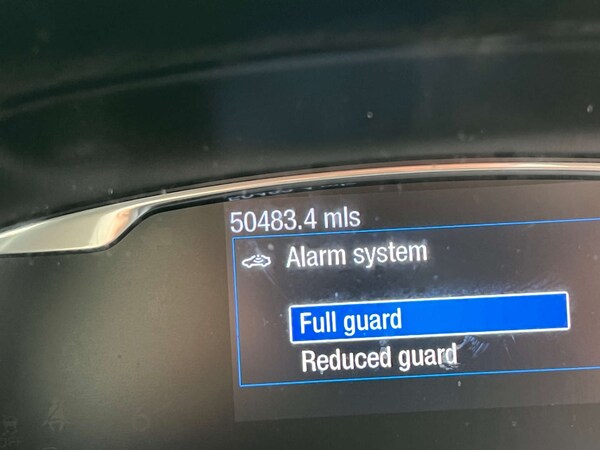 50483.4 mls
Alarm system
Full guard
Reduced guard